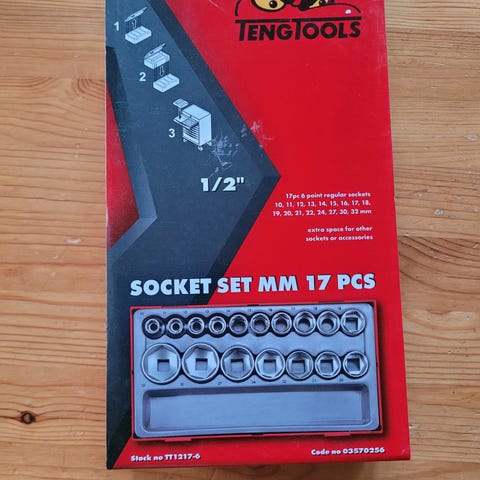 TENGTOOLS
1
2
3
1/2"
17pc 6 point regular sockets
10, 11, 12, 13, 14, 15, 16, 17, 18,
19, 20, 21, 22, 24, 27, 30, 32 mm
extra space for other
sockets or accessories
SOCKET SET MM 17 PCS
Stock no TT1217-6
Code no 03570256